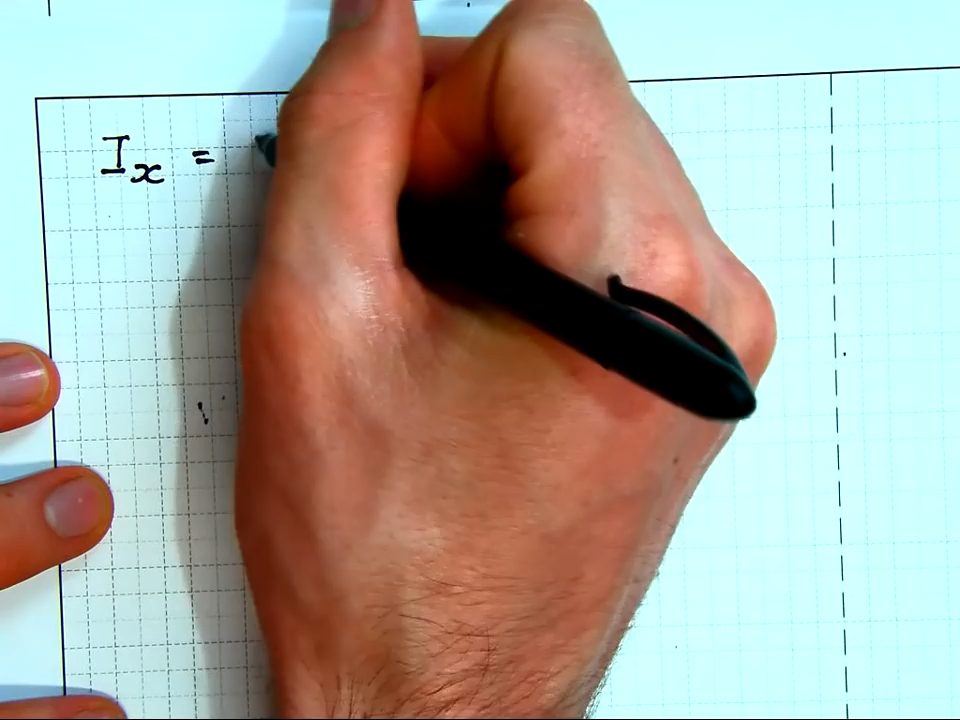 Iₓ =